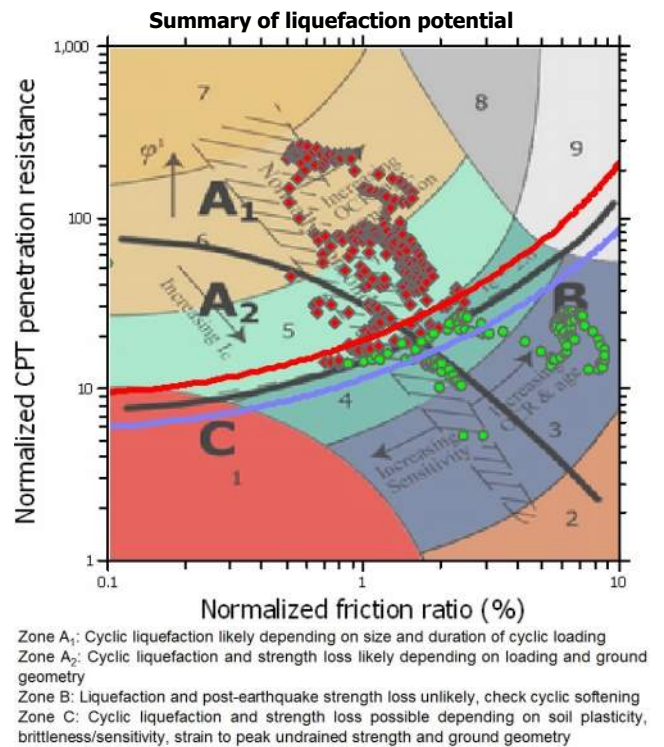 Summary of liquefaction potential
1,000
7
8
9
φ'
A1
Increasing
OCR
100
6
A2
Increasing Ic
5
B
10
4
Increasing
OCR & age
C
Increasing
Sensitivity
3
1
2
1
0.1
1
10
Normalized CPT penetration resistance
Normalized friction ratio (%)
Zone A1: Cyclic liquefaction likely depending on size and duration of cyclic loading
Zone A2: Cyclic liquefaction and strength loss likely depending on loading and ground
geometry
Zone B: Liquefaction and post-earthquake strength loss unlikely, check cyclic softening
Zone C: Cyclic liquefaction and strength loss possible depending on soil plasticity,
brittleness/sensitivity, strain to peak undrained strength and ground geometry